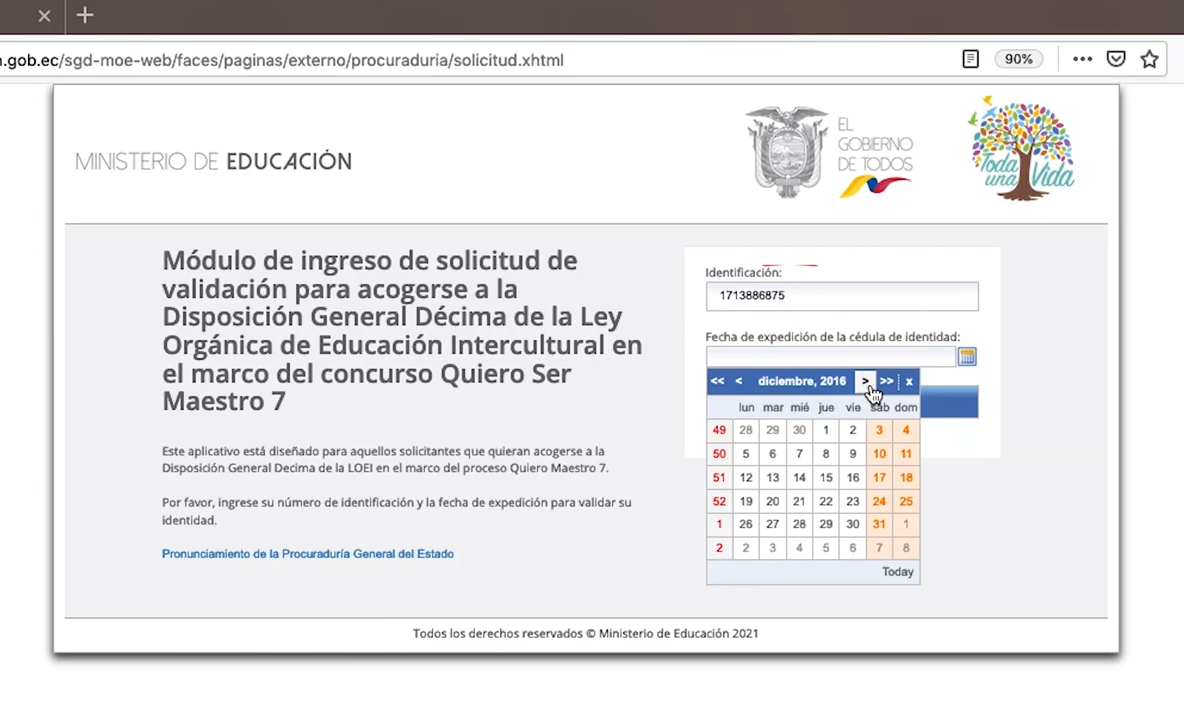 n.gob.ec/sgd-moe-web/faces/paginas/externo/procuraduria/solicitud.xhtml
90%
MINISTERIO DE EDUCACIÓN
EL
GOBIERNO
DE TODOS
Toda
una Vida
Módulo de ingreso de solicitud de
validación para acogerse a la
Disposición General Décima de la Ley
Orgánica de Educación Intercultural en
el marco del concurso Quiero Ser
Maestro 7
Este aplicativo está diseñado para aquellos solicitantes que quieran acogerse a la
Disposición General Decima de la LOEI en el marco del proceso Quiero Maestro 7.
Por favor, ingrese su número de identificación y la fecha de expedición para validar su
identidad.
Pronunciamiento de la Procuraduría General del Estado
Identificación:
1713886875
Fecha de expedición de la cédula de identidad:
<< < diciembre, 2016 > >> x
lun mar mié jue vie sáb dom
49 28 29 30 1 2 3 4
50 5 6 7 8 9 10 11
51 12 13 14 15 16 17 18
52 19 20 21 22 23 24 25
1 26 27 28 29 30 31 1
2 2 3 4 5 6 7 8
Today
Todos los derechos reservados © Ministerio de Educación 2021